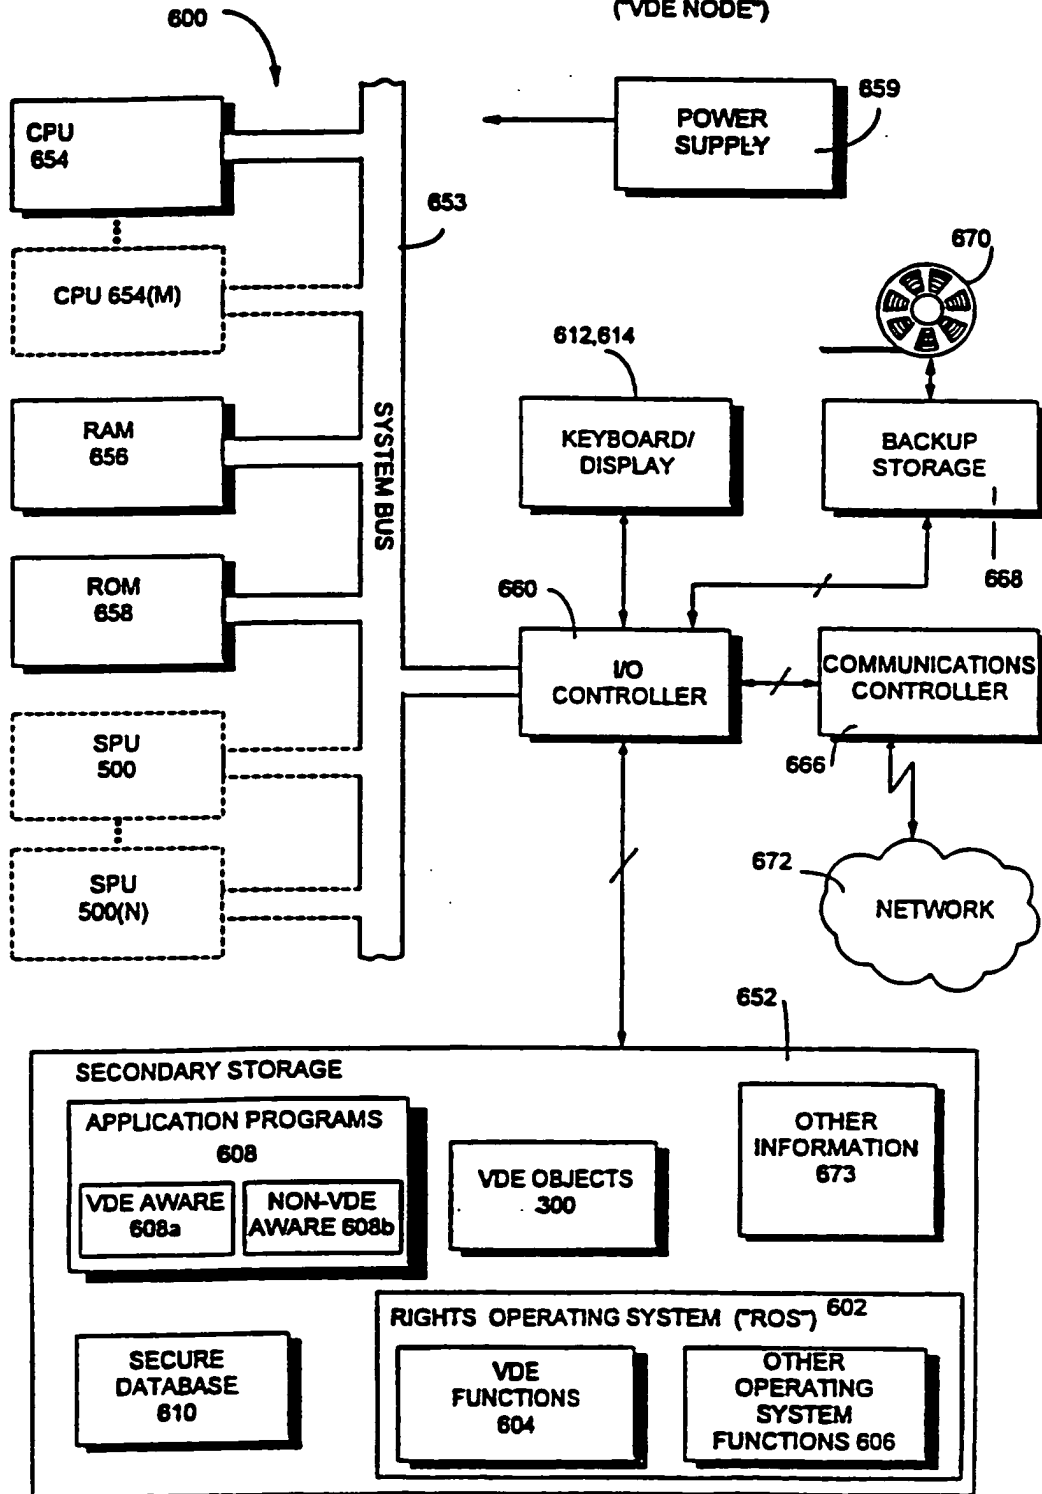 ("VDE NODE")
600
CPU
654
CPU 654(M)
RAM
656
ROM
658
SPU
500
SPU
500(N)
SYSTEM BUS
653
POWER
SUPPLY
659
670
612,614
KEYBOARD/
DISPLAY
BACKUP
STORAGE
668
660
I/O
CONTROLLER
COMMUNICATIONS
CONTROLLER
666
672
NETWORK
652
SECONDARY STORAGE
APPLICATION PROGRAMS
608
VDE AWARE
608a
NON-VDE
AWARE 608b
VDE OBJECTS
300
OTHER
INFORMATION
673
SECURE
DATABASE
610
RIGHTS OPERATING SYSTEM ("ROS") 602
VDE
FUNCTIONS
604
OTHER
OPERATING
SYSTEM
FUNCTIONS 606